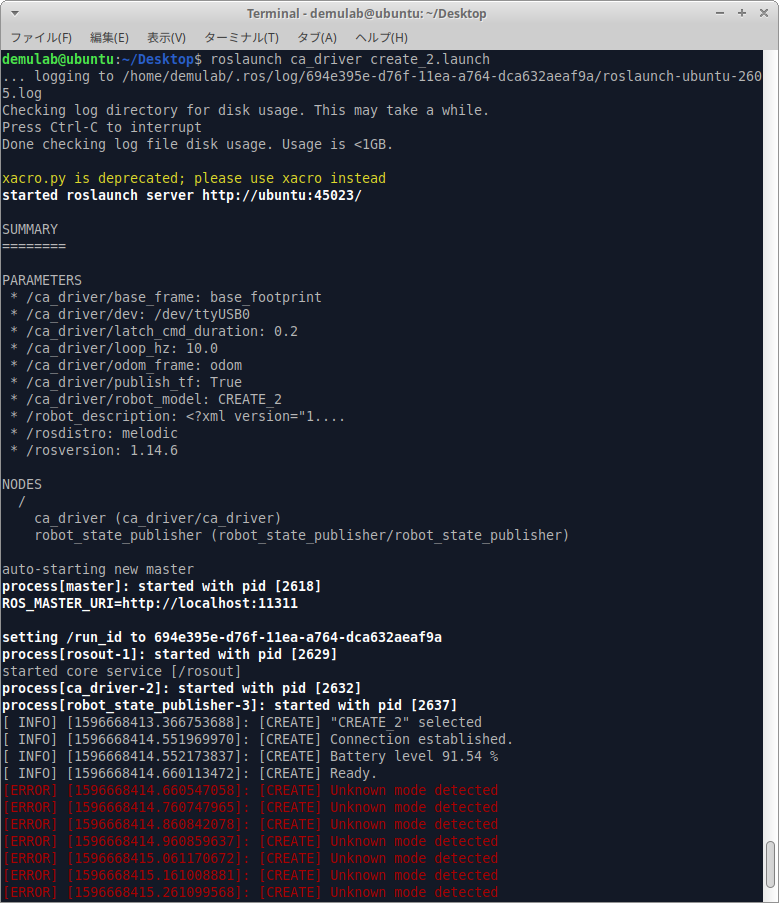 Terminal - demulab@ubuntu: ~/Desktop
ファイル(F) 編集(E) 表示(V) ターミナル(T) タブ(A) ヘルプ(H)
demulab@ubuntu:~/Desktop$ roslaunch ca_driver create_2.launch
... logging to /home/demulab/.ros/log/694e395e-d76f-11ea-a764-dca632aeaf9a/roslaunch-ubuntu-260
5.log
Checking log directory for disk usage. This may take a while.
Press Ctrl-C to interrupt
Done checking log file disk usage. Usage is <1GB.
xacro.py is deprecated; please use xacro instead
started roslaunch server http://ubuntu:45023/
SUMMARY
========
PARAMETERS
* /ca_driver/base_frame: base_footprint
* /ca_driver/dev: /dev/ttyUSB0
* /ca_driver/latch_cmd_duration: 0.2
* /ca_driver/loop_hz: 10.0
* /ca_driver/odom_frame: odom
* /ca_driver/publish_tf: True
* /ca_driver/robot_model: CREATE_2
* /robot_description: <?xml version="1....
* /rosdistro: melodic
* /rosversion: 1.14.6
NODES
/
ca_driver (ca_driver/ca_driver)
robot_state_publisher (robot_state_publisher/robot_state_publisher)
auto-starting new master
process[master]: started with pid [2618]
ROS_MASTER_URI=http://localhost:11311
setting /run_id to 694e395e-d76f-11ea-a764-dca632aeaf9a
process[rosout-1]: started with pid [2629]
started core service [/rosout]
process[ca_driver-2]: started with pid [2632]
process[robot_state_publisher-3]: started with pid [2637]
[ INFO] [1596668413.366753688]: [CREATE] "CREATE_2" selected
[ INFO] [1596668414.551969970]: [CREATE] Connection established.
[ INFO] [1596668414.552173837]: [CREATE] Battery level 91.54 %
[ INFO] [1596668414.660113472]: [CREATE] Ready.
[ERROR] [1596668414.660547058]: [CREATE] Unknown mode detected
[ERROR] [1596668414.760747965]: [CREATE] Unknown mode detected
[ERROR] [1596668414.860842078]: [CREATE] Unknown mode detected
[ERROR] [1596668414.960859637]: [CREATE] Unknown mode detected
[ERROR] [1596668415.061170672]: [CREATE] Unknown mode detected
[ERROR] [1596668415.161008881]: [CREATE] Unknown mode detected
[ERROR] [1596668415.261099560]: [CREATE] Unknown mode detected